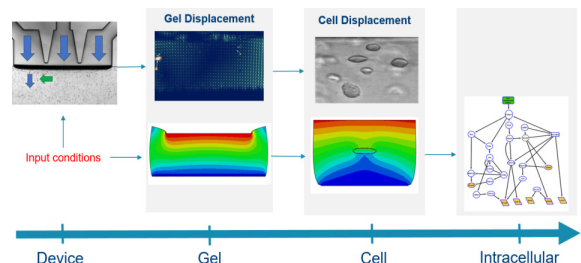 Gel Displacement
Cell Displacement
Input conditions
Device
Gel
Cell
Intracellular